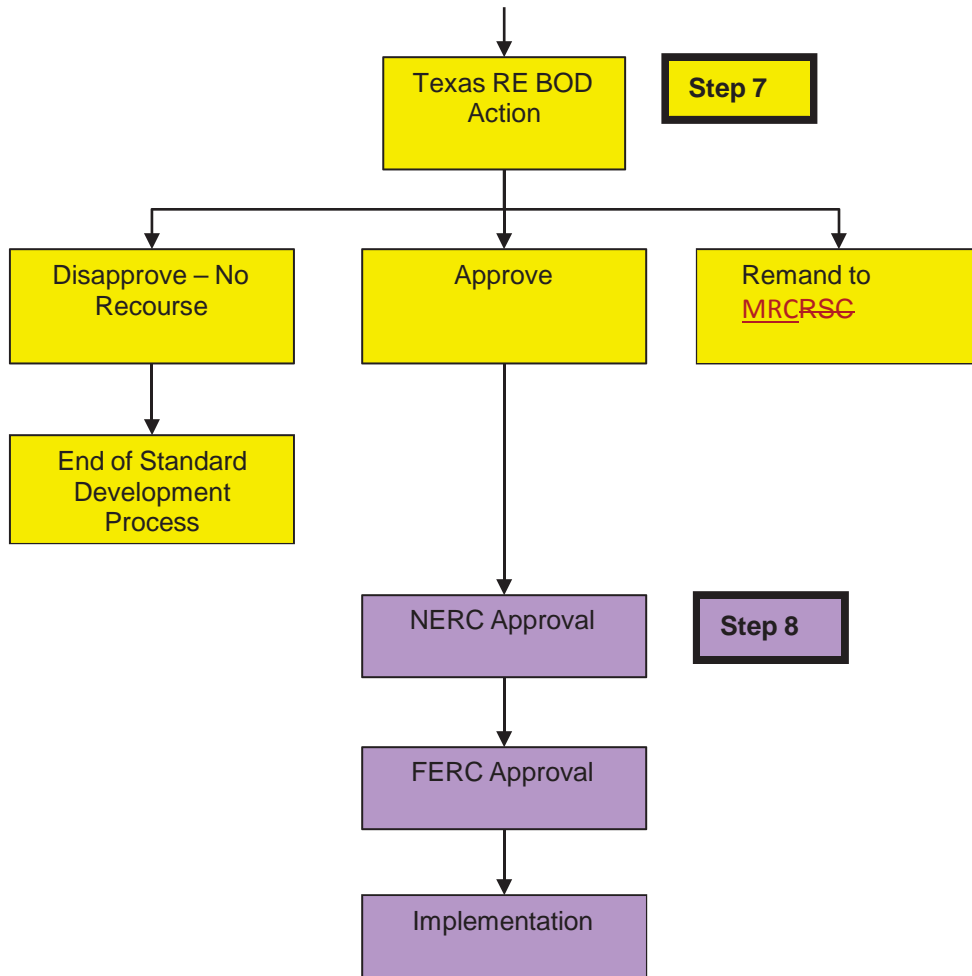 Texas RE BOD
Action
Step 7
Disapprove – No
Recourse
Approve
Remand to
MRCRSC
End of Standard
Development
Process
NERC Approval
Step 8
FERC Approval
Implementation